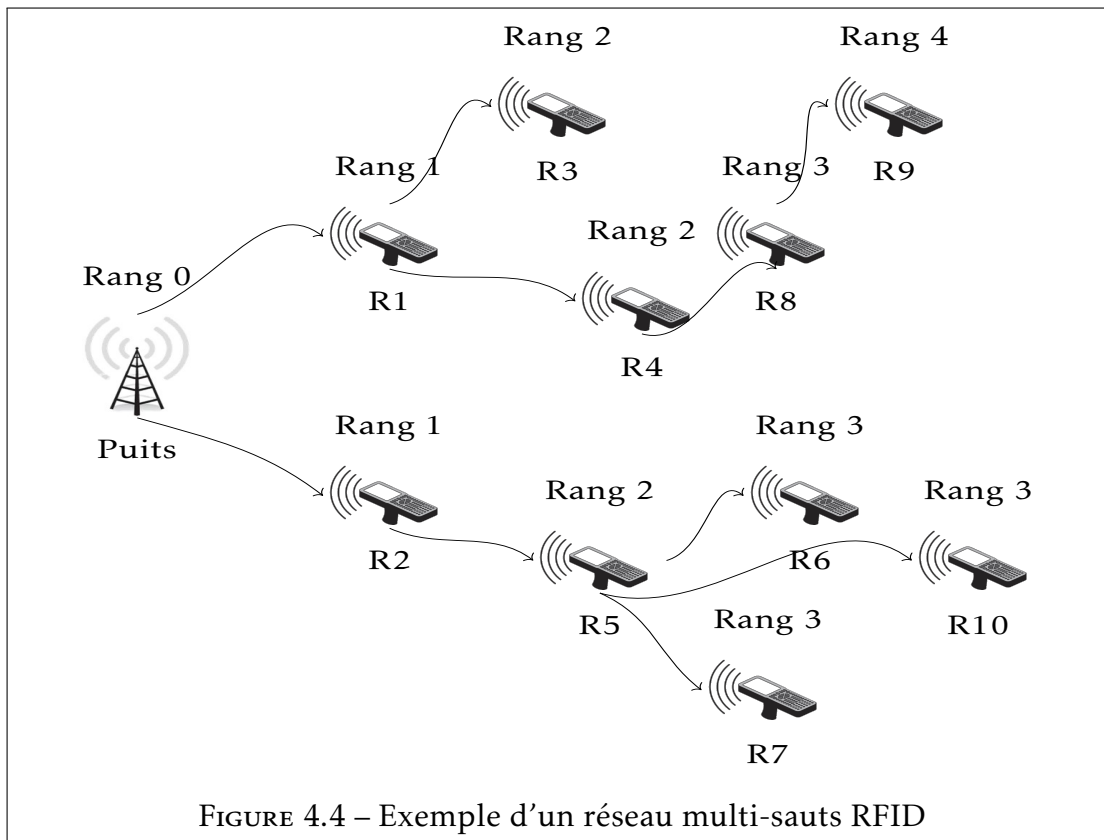 Rang 2
Rang 4
R3
R9
Rang 1
Rang 3
Rang 2
R1
R8
Rang 0
R4
Puits
Rang 1
Rang 3
Rang 2
Rang 3
R2
R6
R5
Rang 3
R10
R7
FIGURE 4.4 – Exemple d'un réseau multi-sauts RFID